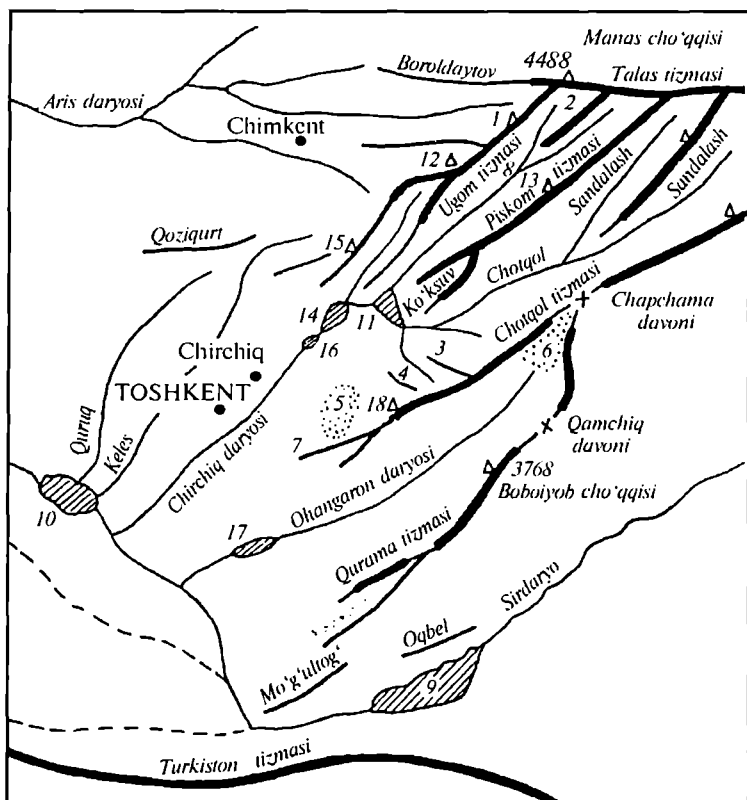 Manas cho‘qqisi
4488
Boroldaytov
Talas tizmasi
Aris daryosi
1
2
Chimkent
12
Ugom tizmasi
8
13
Piskom tizmasi
Sandalash
Sandalash
15
Qoziqurt
Ko‘ksuv
Chotqol
14
11
Chotqol tizmasi
Chapchama
davoni
16
Chirchiq
3
6
4
TOSHKENT
5
18
Quruq
Keles
Chirchiq daryosi
7
Qamchiq
davoni
Ohangaron daryosi
3768
Boboiyob cho‘qqisi
10
17
Qurama tizmasi
Sirdaryo
Oqbel
Mo‘g‘ultog‘
9
Turkiston tizmasi